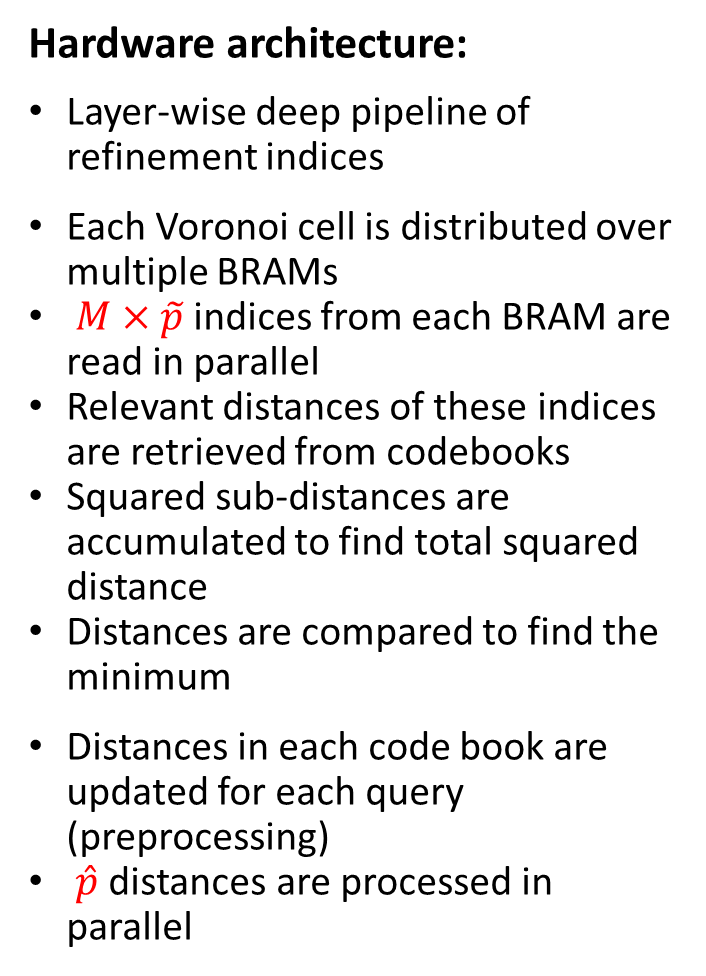 Hardware architecture:
• Layer-wise deep pipeline of
refinement indices
• Each Voronoi cell is distributed over
multiple BRAMs
• M × p̃ indices from each BRAM are
read in parallel
• Relevant distances of these indices
are retrieved from codebooks
• Squared sub-distances are
accumulated to find total squared
distance
• Distances are compared to find the
minimum
• Distances in each code book are
updated for each query
(preprocessing)
• p̂ distances are processed in
parallel